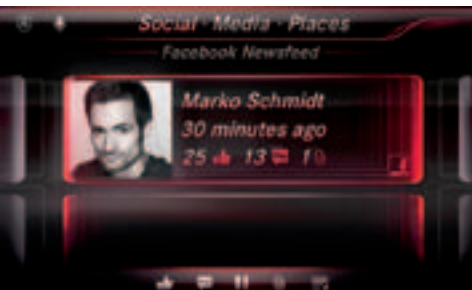 Social · Media · Places
Facebook Newsfeed
Marko Schmidt
30 minutes ago
25 13 1